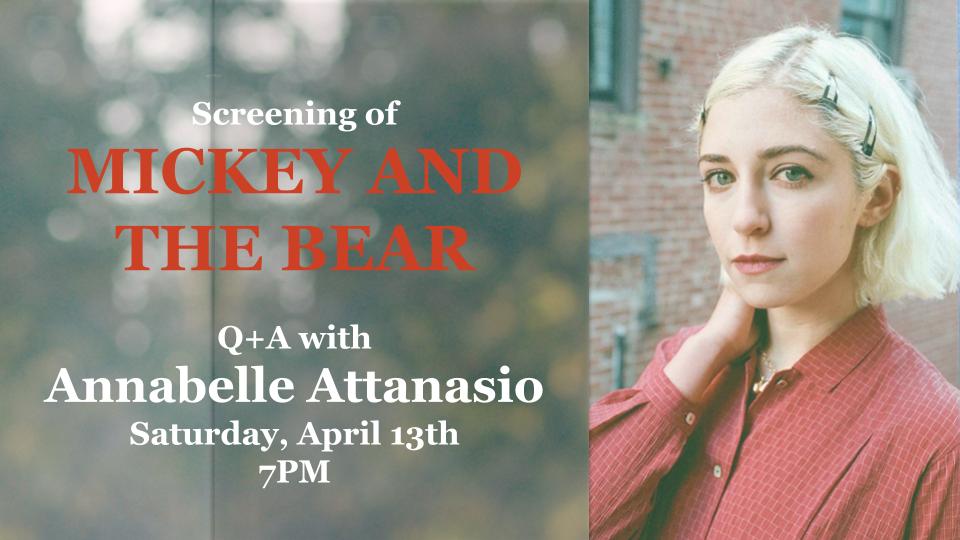 Screening of
MICKEY AND
THE BEAR
Q+A with
Annabelle Attanasio
Saturday, April 13th
7PM